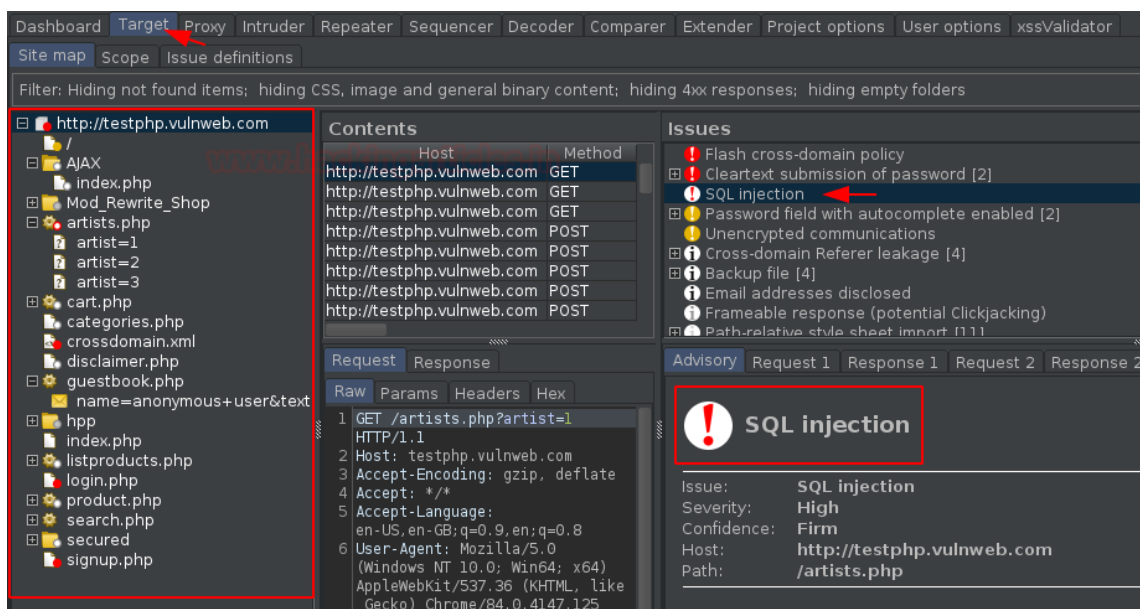 Dashboard Target Proxy Intruder Repeater Sequencer Decoder Comparer Extender Project options User options xssValidator
Site map Scope Issue definitions
Filter: Hiding not found items; hiding CSS, image and general binary content; hiding 4xx responses; hiding empty folders
http://testphp.vulnweb.com
/
AJAX
index.php
Mod_Rewrite_Shop
artists.php
artist=1
artist=2
artist=3
cart.php
categories.php
crossdomain.xml
disclaimer.php
guestbook.php
name=anonymous+user&text
hpp
index.php
listproducts.php
login.php
product.php
search.php
secured
signup.php
Contents
Host Method
http://testphp.vulnweb.com GET
http://testphp.vulnweb.com GET
http://testphp.vulnweb.com GET
http://testphp.vulnweb.com POST
http://testphp.vulnweb.com POST
http://testphp.vulnweb.com POST
http://testphp.vulnweb.com POST
http://testphp.vulnweb.com POST
Request Response
Raw Params Headers Hex
1 GET /artists.php?artist=1
HTTP/1.1
2 Host: testphp.vulnweb.com
3 Accept-Encoding: gzip, deflate
4 Accept: */*
5 Accept-Language:
en-US,en-GB;q=0.9,en;q=0.8
6 User-Agent: Mozilla/5.0
(Windows NT 10.0; Win64; x64)
AppleWebKit/537.36 (KHTML, like
Gecko) Chrome/84.0.4147.125
Issues
Flash cross-domain policy
Cleartext submission of password [2]
SQL injection
Password field with autocomplete enabled [2]
Unencrypted communications
Cross-domain Referer leakage [4]
Backup file [4]
Email addresses disclosed
Frameable response (potential Clickjacking)
Path-relative style sheet import [11]
Advisory Request 1 Response 1 Request 2 Response 2
SQL injection
Issue: SQL injection
Severity: High
Confidence: Firm
Host: http://testphp.vulnweb.com
Path: /artists.php